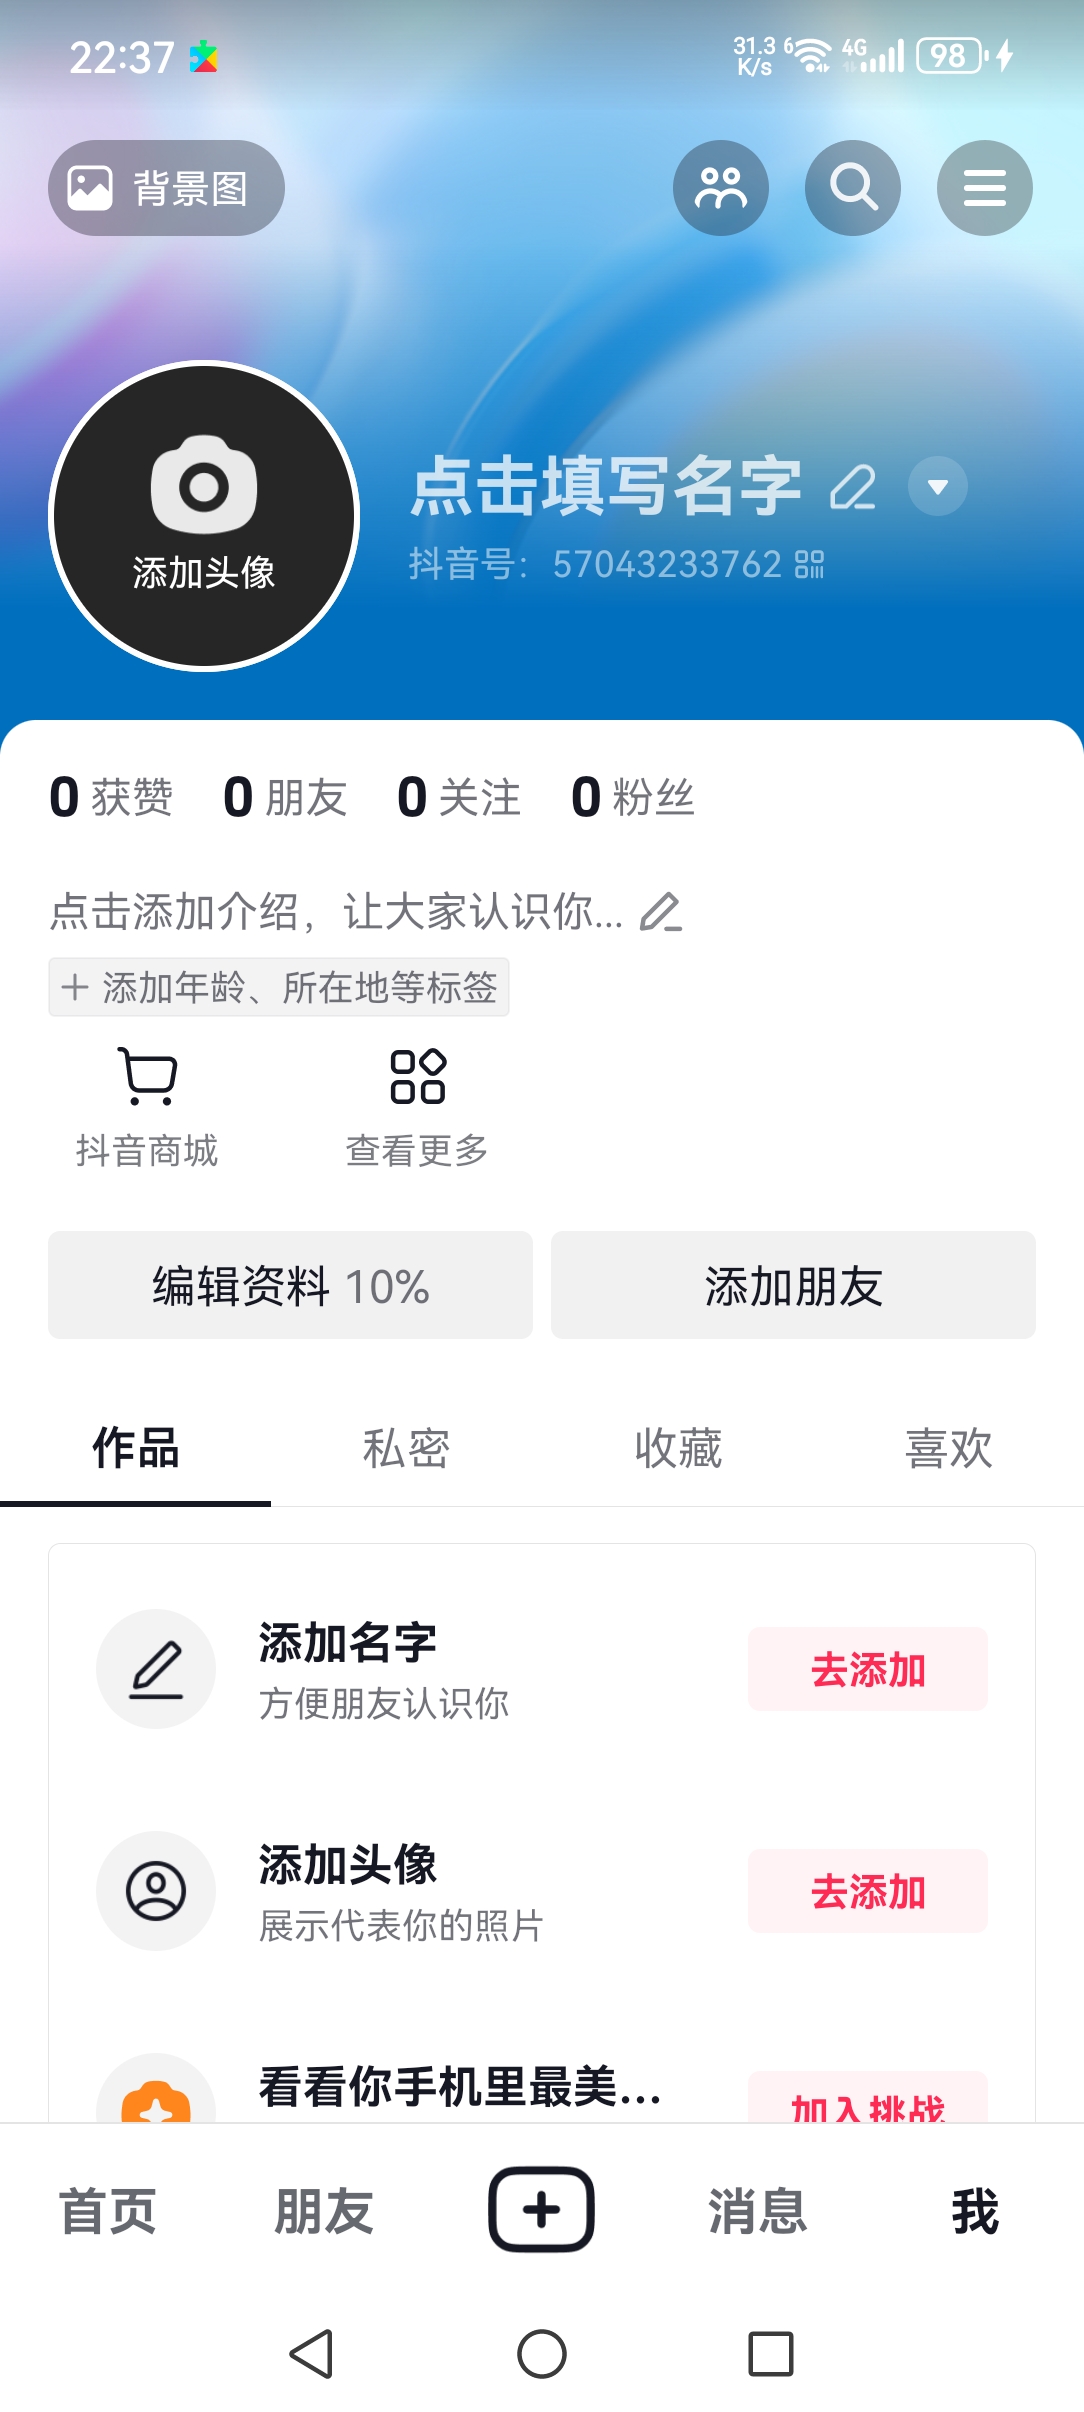 22:37
31.3 K/s 6 4G 98
背景图
点击填写名字
抖音号：57043233762
添加头像
0 获赞 0 朋友 0 关注 0 粉丝
点击添加介绍，让大家认识你...
+ 添加年龄、所在地等标签
抖音商城 查看更多
编辑资料 10% 添加朋友
作品 私密 收藏 喜欢
添加名字
方便朋友认识你
去添加
添加头像
展示代表你的照片
去添加
看看你手机里最美...
加入挑战
首页 朋友 消息 我